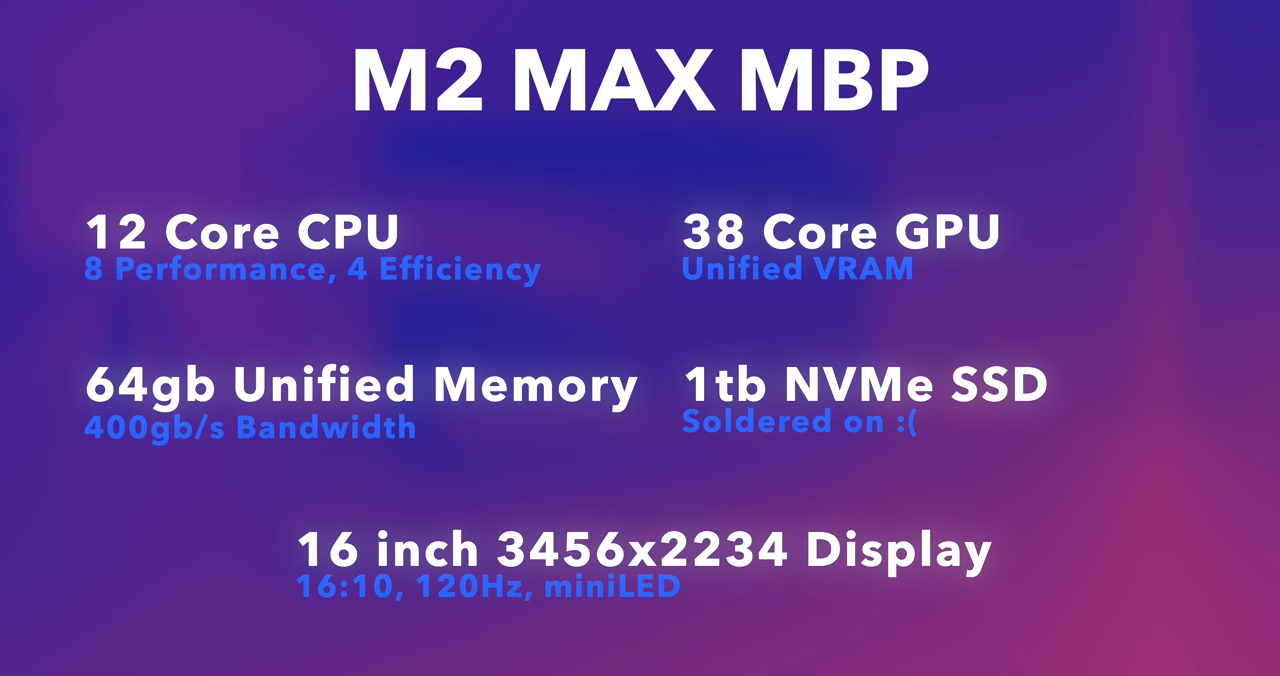 M2 MAX MBP
12 Core CPU
8 Performance, 4 Efficiency
38 Core GPU
Unified VRAM
64gb Unified Memory
400gb/s Bandwidth
1tb NVMe SSD
Soldered on :(
16 inch 3456x2234 Display
16:10, 120Hz, miniLED